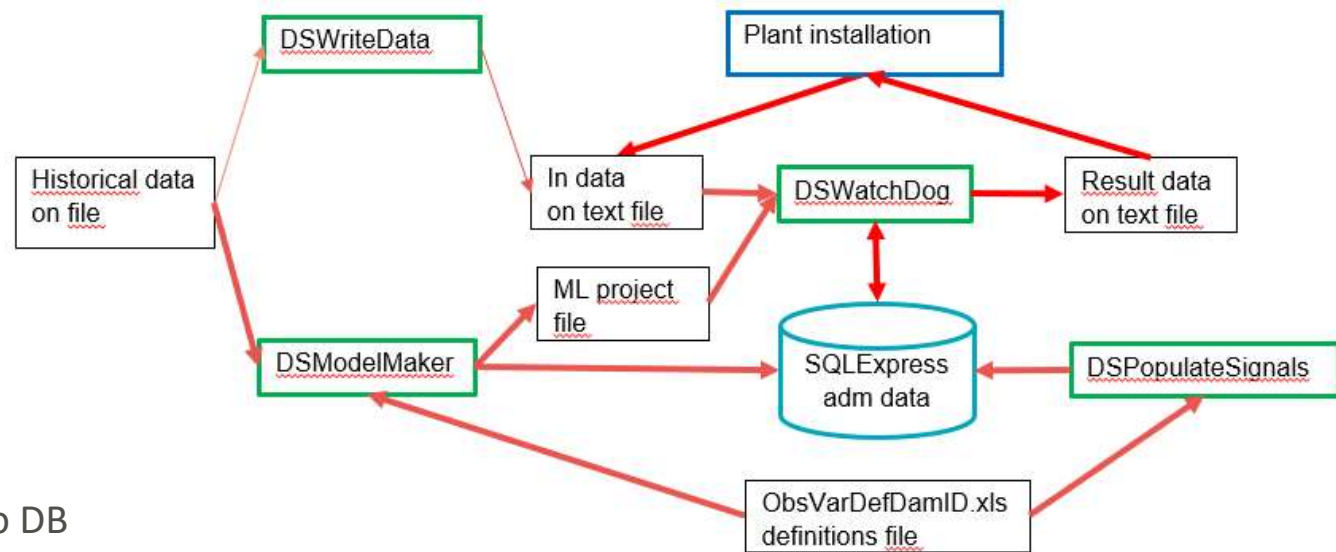 DSWriteData
Plant installation
Historical data
on file
In data
on text file
DSWatchDog
Result data
on text file
ML project
file
DSModelMaker
SQLExpress
adm data
DSPopulateSignals
ObsVarDefDamID.xls
definitions file
DB